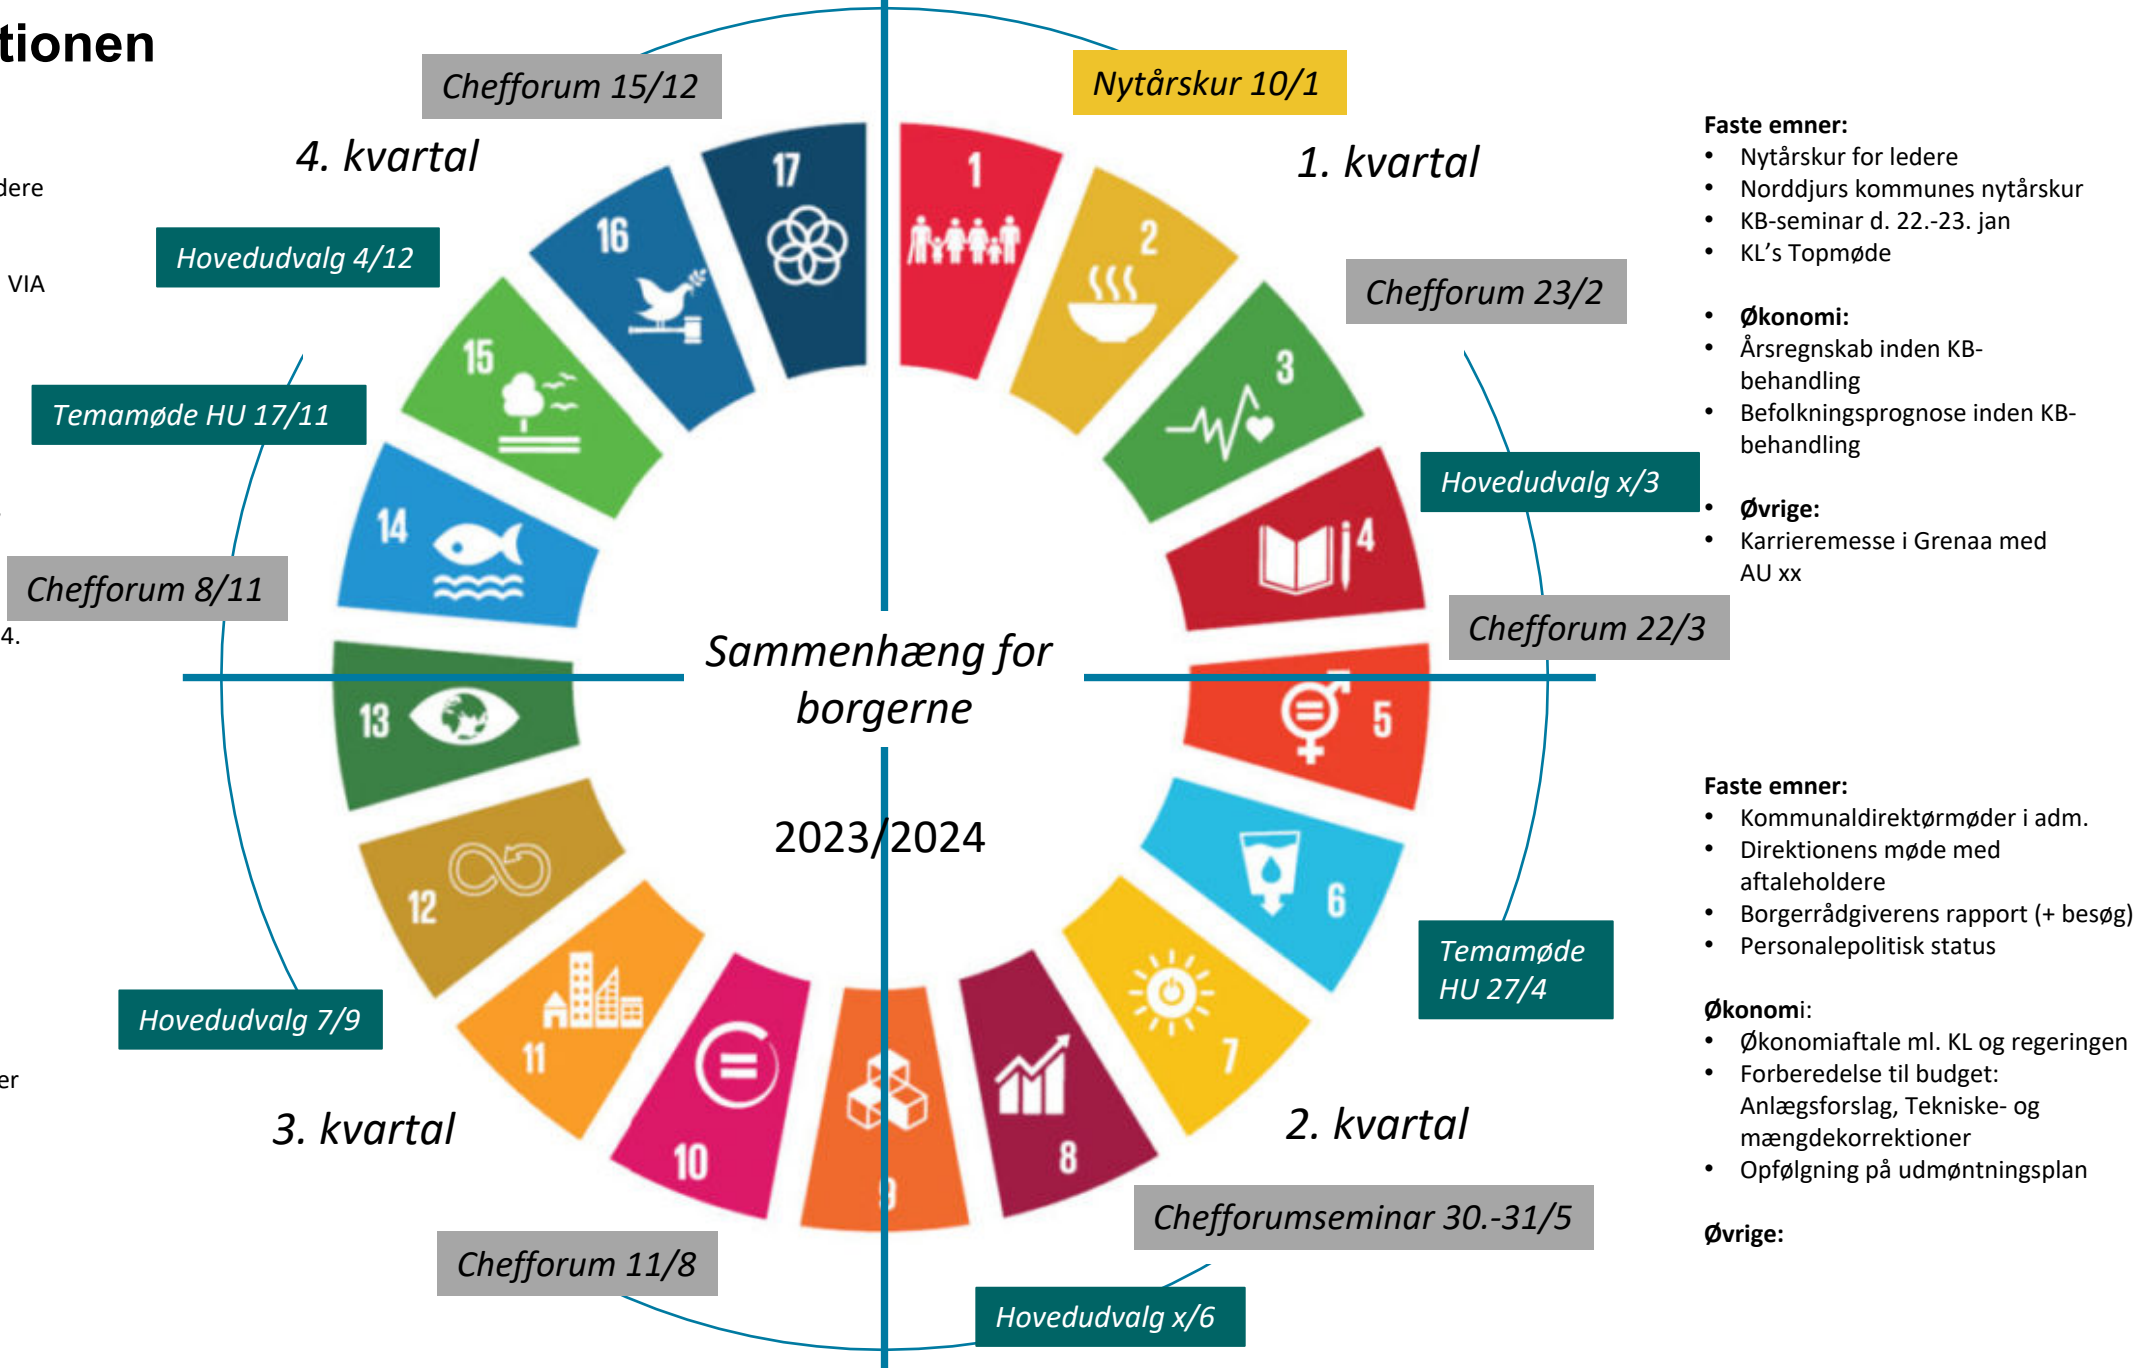 tionen
Chefforum 15/12
Nytårskur 10/1
4. kvartal
1. kvartal
dere
Hovedudvalg 4/12
VIA
Temamøde HU 17/11
Chefforum 8/11
4.
Chefforum 23/2
Hovedudvalg x/3
Chefforum 22/3
17
1
16
2
15
3
14
4
13
5
12
6
11
7
10
8
9
Sammenhæng for
borgerne
2023/2024
Hovedudvalg 7/9
er
3. kvartal
2. kvartal
Temamøde
HU 27/4
Chefforumseminar 30.-31/5
Chefforum 11/8
Hovedudvalg x/6
Faste emner:
• Nytårskur for ledere
• Norddjurs kommunes nytårskur
• KB-seminar d. 22.-23. jan
• KL's Topmøde
• Økonomi:
• Årsregnskab inden KB-
behandling
• Befolkningsprognose inden KB-
behandling
• Øvrige:
• Karrieremesse i Grenaa med
AU xx
Faste emner:
• Kommunaldirektørmøder i adm.
• Direktionens møde med
aftaleholdere
• Borgerrådgiverens rapport (+ besøg)
• Personalepolitisk status
Økonomi:
• Økonomiaftale ml. KL og regeringen
• Forberedelse til budget:
Anlægsforslag, Tekniske- og
mængdekorrektioner
• Opfølgning på udmøntningsplan
Øvrige: